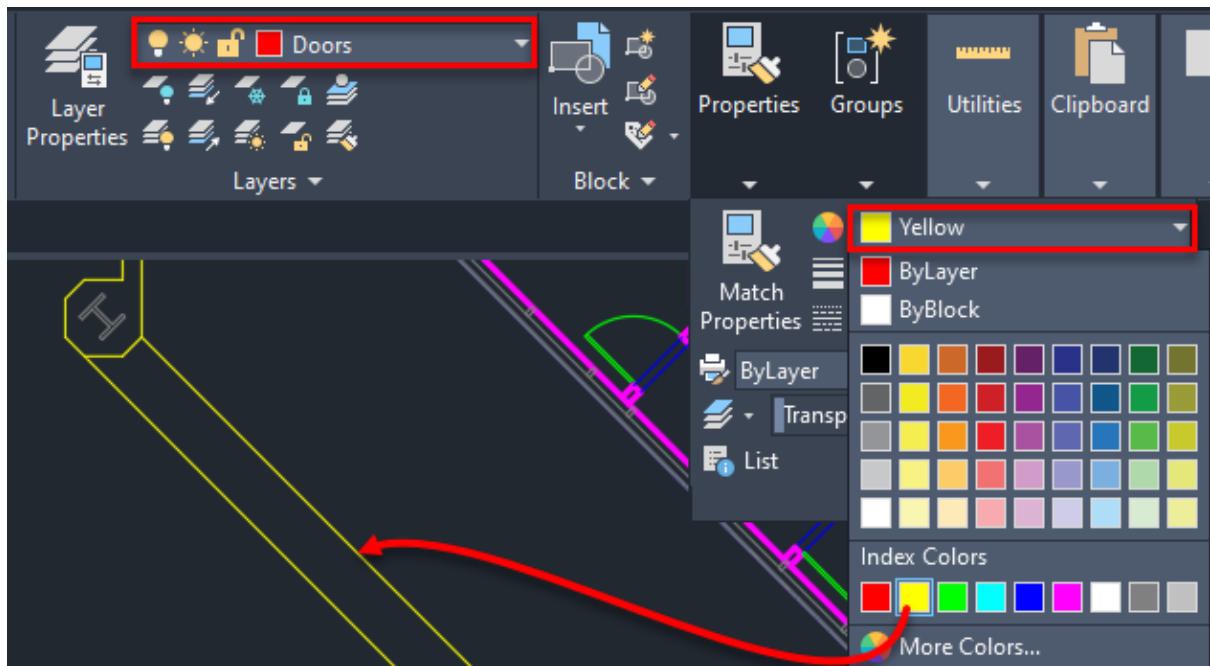 Doors
Layer
Properties
Layers
Insert
Block
Properties
Groups
Utilities
Clipboard
Match
Properties
ByLayer
Transp
List
Yellow
ByLayer
ByBlock
Index Colors
More Colors...